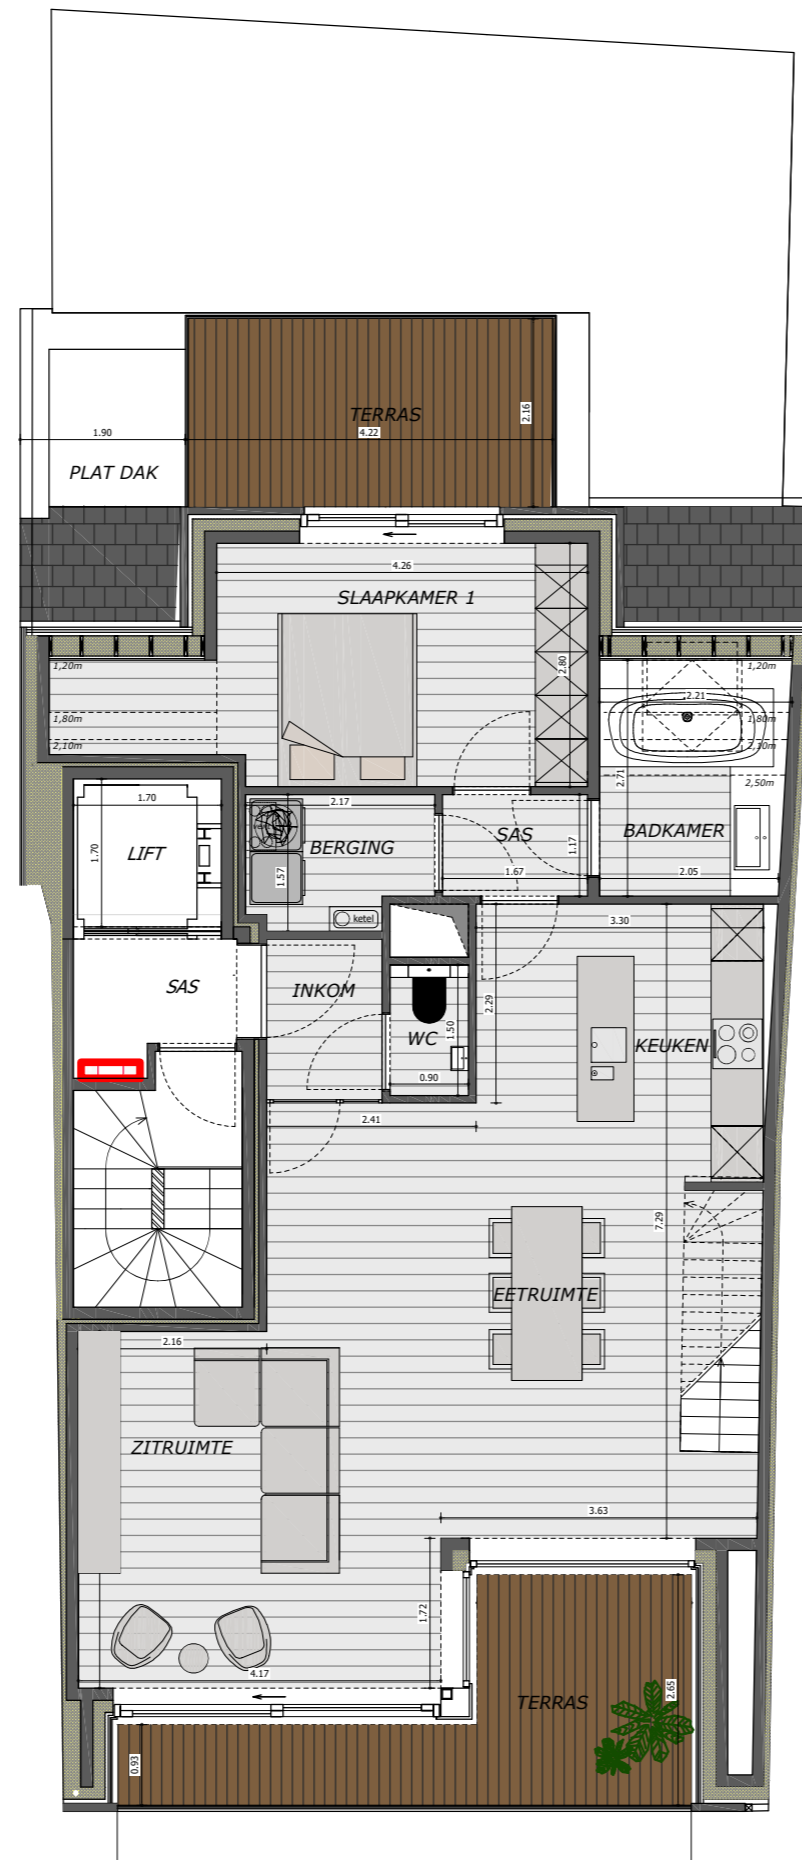 TERRAS
2.16
1.90
4.22
PLAT DAK
4.26
SLAAPKAMER 1
2.80
1,20m
1,80m
2,10m
1,20m
2.21
1,80m
2,10m
2,50m
2.71
1.70
1.70
LIFT
2.17
BERGING
1.57
ketel
SAS
1.17
1.67
BADKAMER
2.05
3.30
SAS
INKOM
2.29
WC
1.50
0.90
KEUKEN
2.41
7.29
EETRUIMTE
2.16
ZITRUIMTE
3.63
1.72
4.17
TERRAS
2.65
0.93